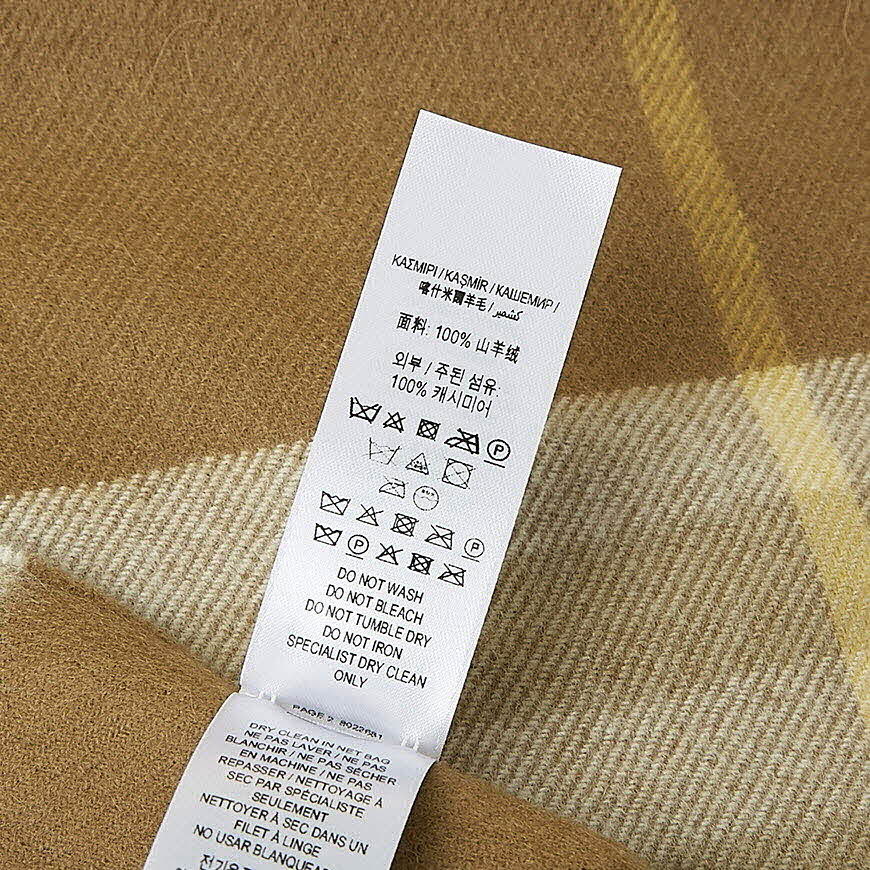 ΚΑΣΜΙΡΙ / KAŞMİR / КАШЕМИР /
喀什米爾羊毛 / كشمير
面料: 100% 山羊绒
외부 / 주된 섬유:
100% 캐시미어
DO NOT WASH
DO NOT BLEACH
DO NOT TUMBLE DRY
DO NOT IRON
SPECIALIST DRY CLEAN
ONLY
PAGE 2 8022681
DRY CLEAN IN NET BAG
NE PAS LAVER / NE PAS
BLANCHIR / NE PAS SÉCHER
EN MACHINE / NE PAS
REPASSER / NETTOYAGE À
SEC PAR SPÉCIALISTE
SEULEMENT
NETTOYER À SEC DANS UN
FILET À LINGE
NO USAR BLANQUEA